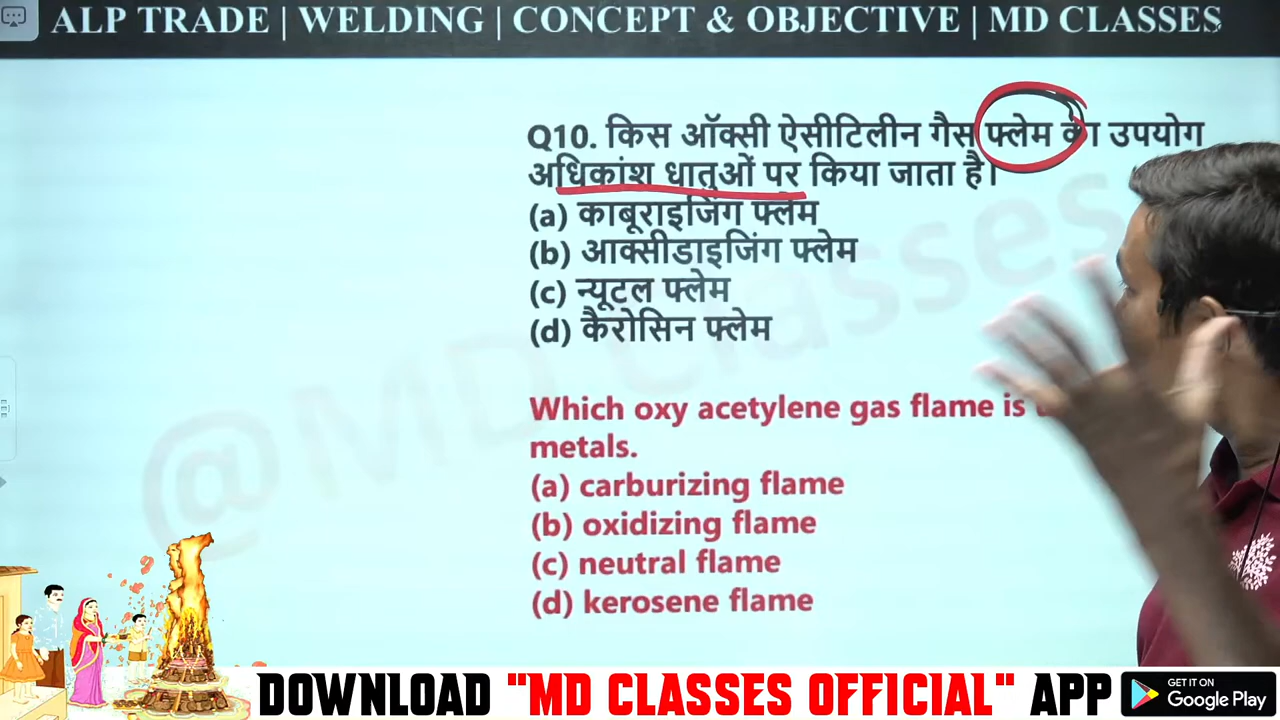 ALP TRADE | WELDING | CONCEPT & OBJECTIVE | MD CLASSES
Q10. किस ऑक्सी ऐसीटिलीन गैस फ्लेम का उपयोग
अधिकांश धातुओं पर किया जाता है।
(a) काबूराइजिंग फ्लेम
(b) आक्सीडाइजिंग फ्लेम
(c) न्यूटल फ्लेम
(d) कैरोसिन फ्लेम
Which oxy acetylene gas flame is
metals.
(a) carburizing flame
(b) oxidizing flame
(c) neutral flame
(d) kerosene flame
@MD Classes
DOWNLOAD "MD CLASSES OFFICIAL" APP
GET IT ON
Google Play